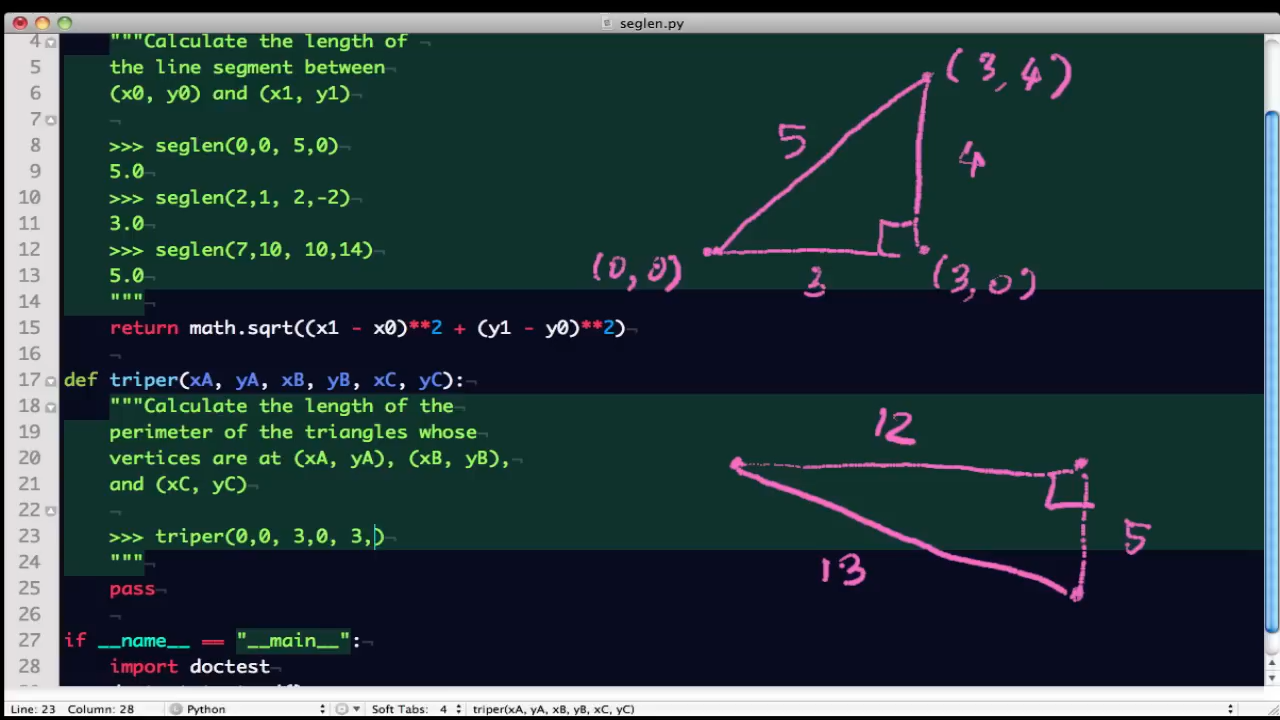 seglen.py
4 """Calculate the length of
5 the line segment between
6 (x0, y0) and (x1, y1)
7
8 >>> seglen(0,0, 5,0)
9 5.0
10 >>> seglen(2,1, 2,-2)
11 3.0
12 >>> seglen(7,10, 10,14)
13 5.0
14 """
15 return math.sqrt((x1 - x0)**2 + (y1 - y0)**2)
16
17 def triper(xA, yA, xB, yB, xC, yC):
18 """Calculate the length of the
19 perimeter of the triangles whose
20 vertices are at (xA, yA), (xB, yB),
21 and (xC, yC)
22
23 >>> triper(0,0, 3,0, 3,)
24 """
25 pass
26
27 if __name__ == "__main__":
28 import doctest
(3, 4)
5
4
(0, 0)
3
(3, 0)
12
5
13
Line: 23 Column: 28 Python Soft Tabs: 4 triper(xA, yA, xB, yB, xC, yC)